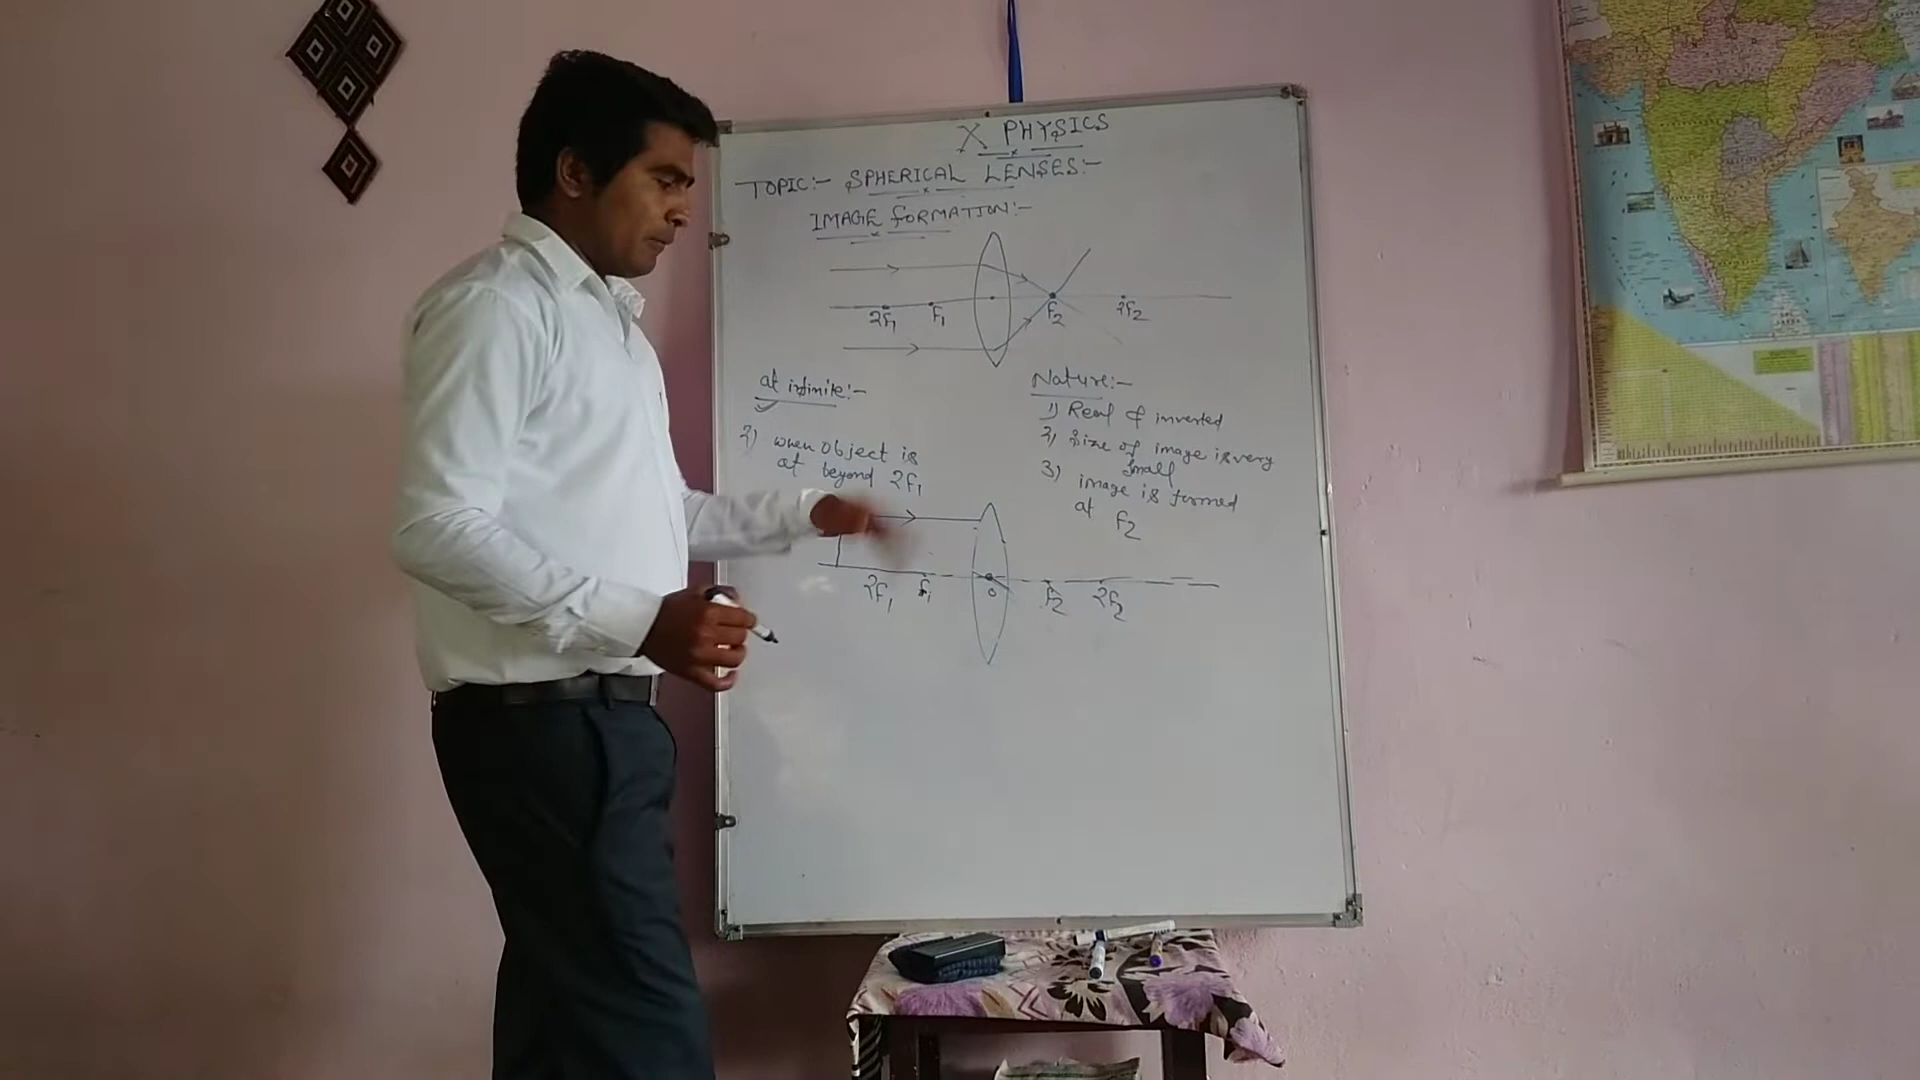 X PHYSICS
TOPIC:- SPHERICAL LENSES:-
IMAGE FORMATION:-
2F1 F1 F2 2F2
at infinite:-
Nature:-
1) Real & inverted
2) Size of image is very
small
3) image is formed
at F2
2) when object is
at beyond 2F1
2F1 F1 O F2 2F2